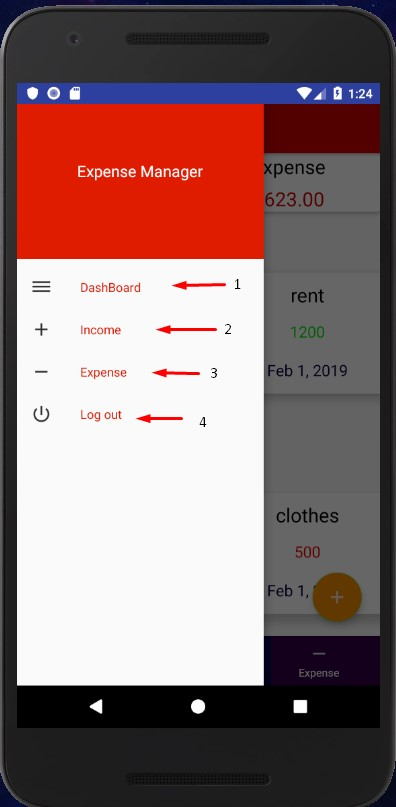 1:24
Expense Manager
xpense
623.00
DashBoard
1
Income
2
Expense
3
Log out
4
rent
1200
Feb 1, 2019
clothes
500
Feb 1,
Expense